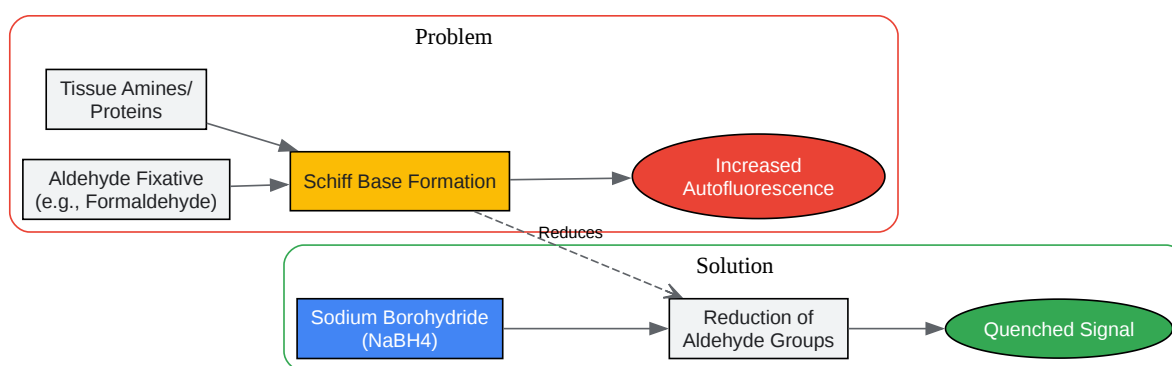 Problem
Tissue Amines/
Proteins
Aldehyde Fixative
(e.g., Formaldehyde)
Schiff Base Formation
Increased
Autofluorescence
Reduces
Solution
Sodium Borohydride
(NaBH4)
Reduction of
Aldehyde Groups
Quenched Signal